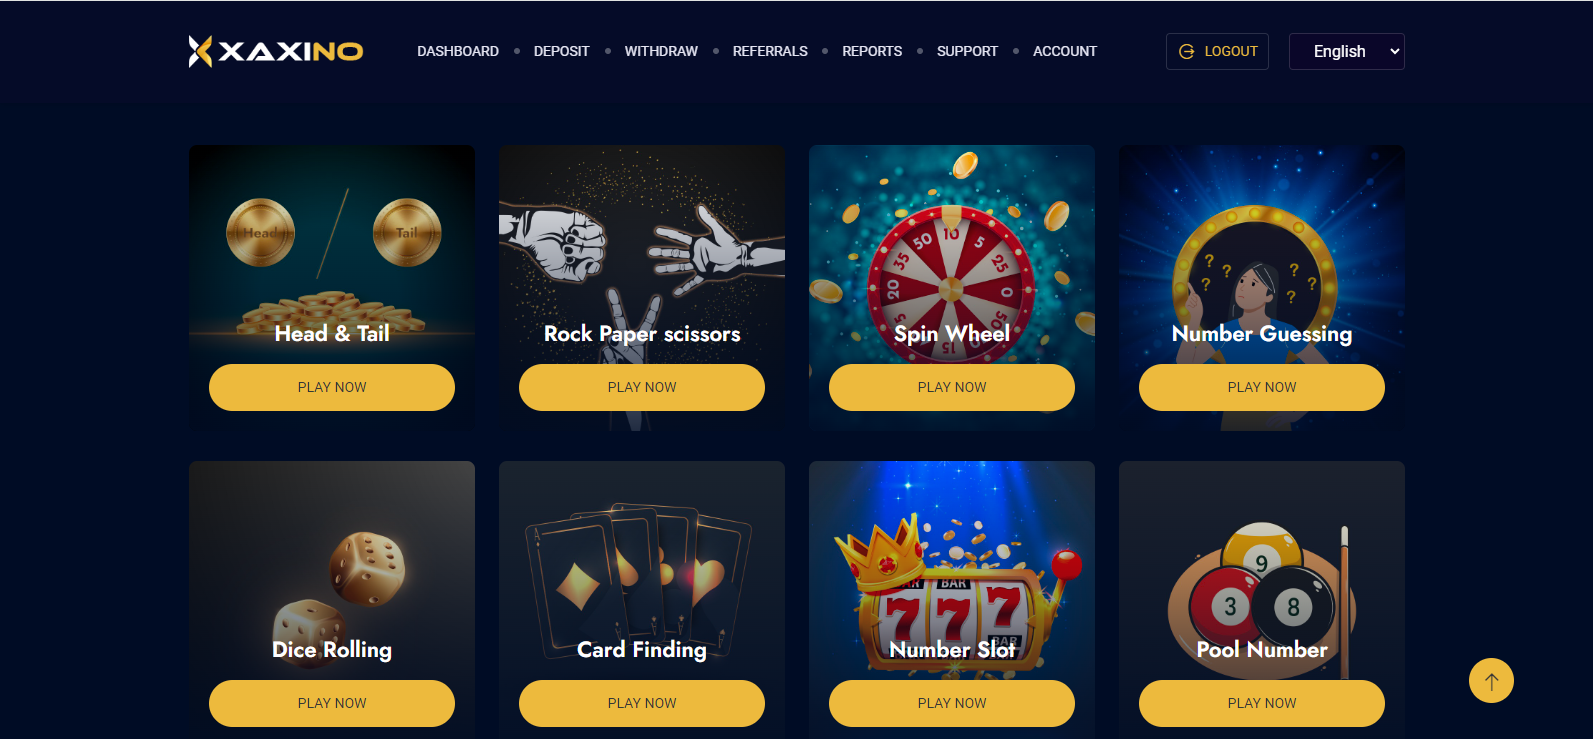 XAXINO
DASHBOARD • DEPOSIT • WITHDRAW • REFERRALS • REPORTS • SUPPORT • ACCOUNT
LOGOUT
English
Head
Tail
Head & Tail
PLAY NOW
Rock Paper scissors
PLAY NOW
50 10 5 25 0 50 15 5 20 35
Spin Wheel
PLAY NOW
? ? ? ? ?
Number Guessing
PLAY NOW
Dice Rolling
PLAY NOW
A
Card Finding
PLAY NOW
BAR
7 7 7
BAR
Number Slot
PLAY NOW
9
3 8
Pool Number
PLAY NOW